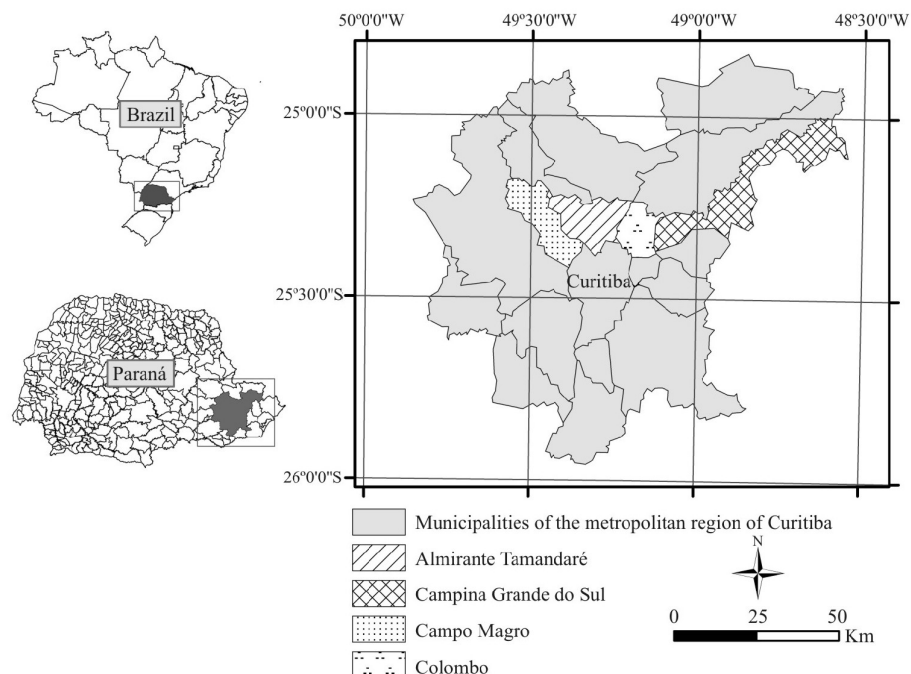 50°0'0"W 49°30'0"W 49°0'0"W 48°30'0"W
Brazil
25°0'0"S
Curitiba
25°30'0"S
Paraná
26°0'0"S
Municipalities of the metropolitan region of Curitiba
Almirante Tamandaré
N
Campina Grande do Sul
0 25 50
Km
Campo Magro
Colombo